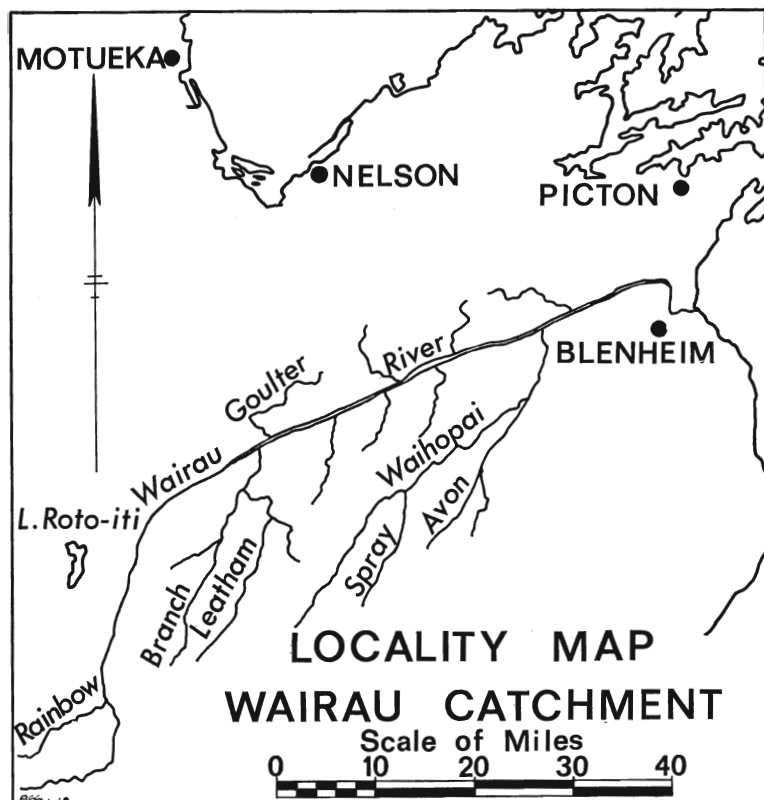 MOTUEKA
NELSON
PICTON
BLENHEIM
River
Goulter
Wairau
Waihopai
L. Roto-iti
Avon
Spray
Leatham
Branch
Rainbow
LOCALITY MAP
WAIRAU CATCHMENT
Scale of Miles
0 10 20 30 40